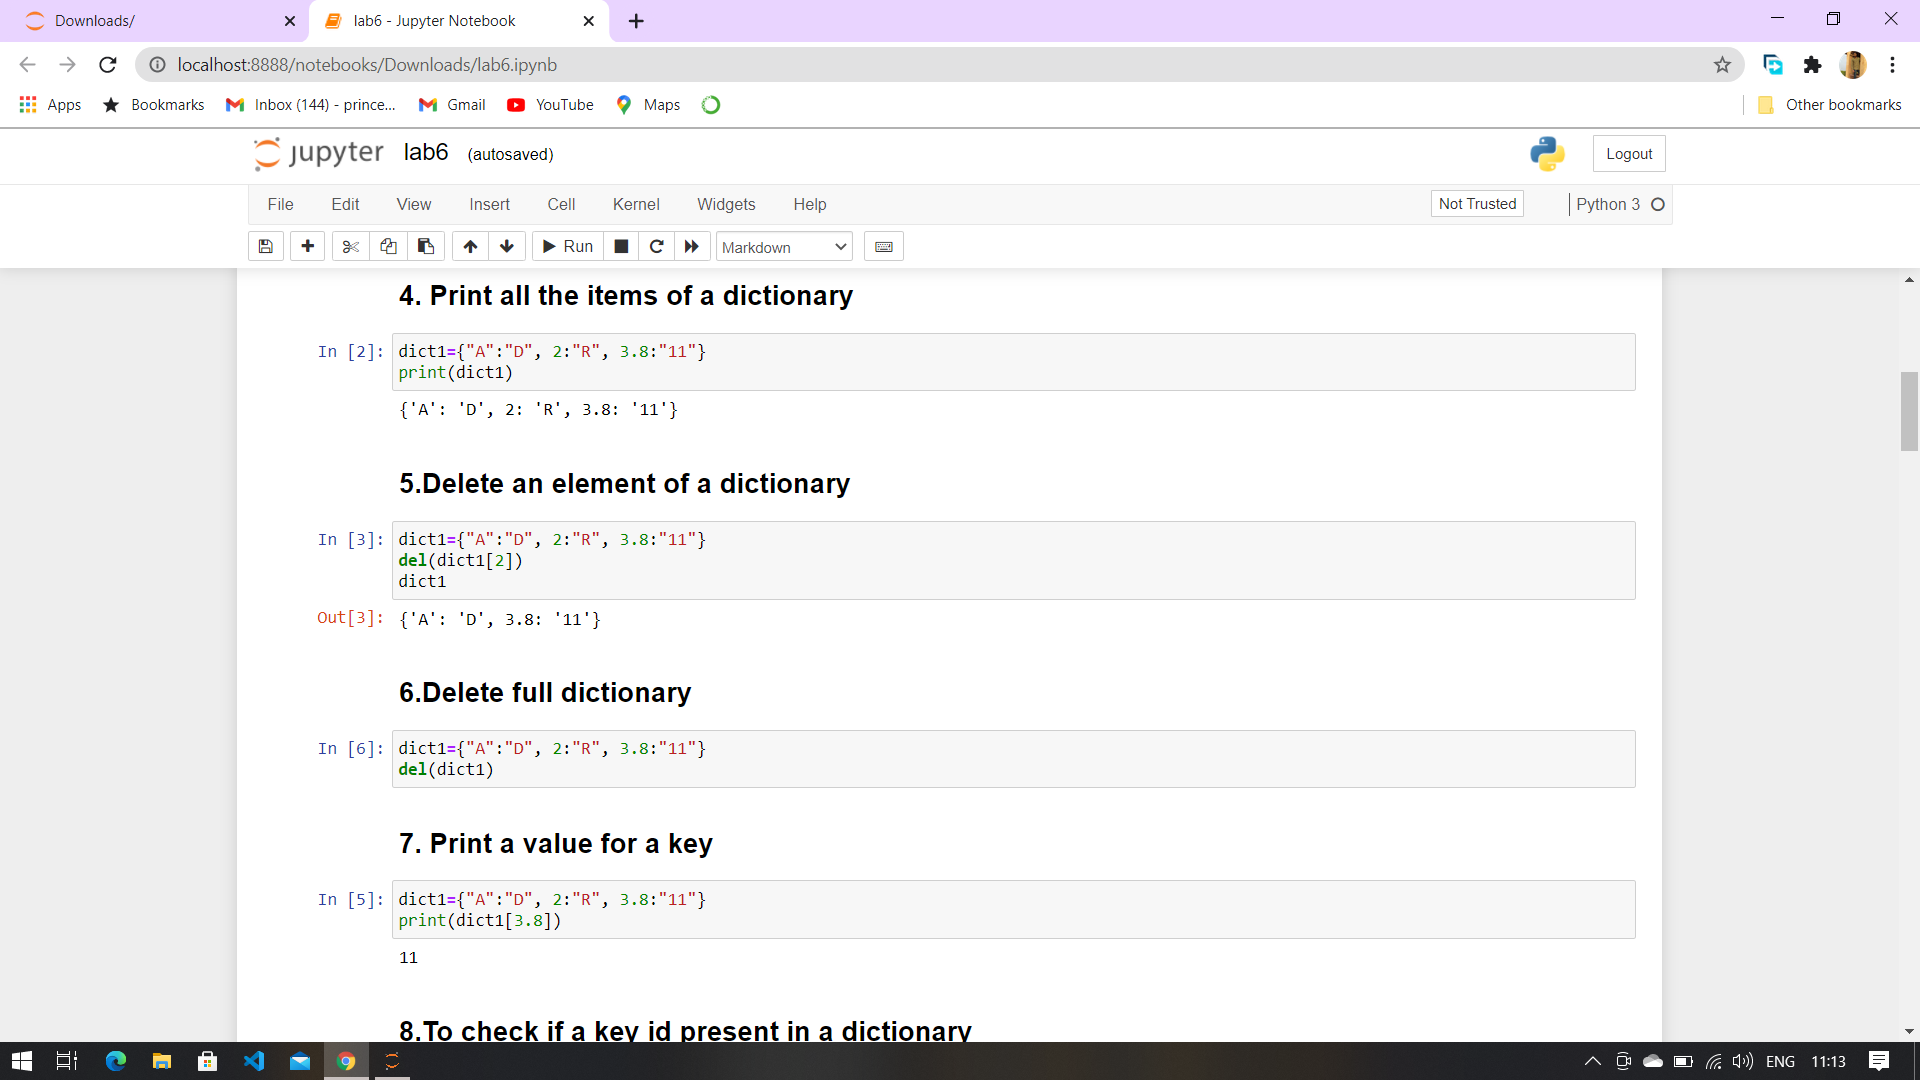 Downloads/
lab6 - Jupyter Notebook
localhost:8888/notebooks/Downloads/lab6.ipynb
Apps Bookmarks Inbox (144) - prince... Gmail YouTube Maps Other bookmarks
jupyter lab6 (autosaved) Logout
File Edit View Insert Cell Kernel Widgets Help Not Trusted Python 3
Run Markdown
4. Print all the items of a dictionary
In [2]: dict1={"A":"D", 2:"R", 3.8:"11"}
print(dict1)
{'A': 'D', 2: 'R', 3.8: '11'}
5.Delete an element of a dictionary
In [3]: dict1={"A":"D", 2:"R", 3.8:"11"}
del(dict1[2])
dict1
Out[3]: {'A': 'D', 3.8: '11'}
6.Delete full dictionary
In [6]: dict1={"A":"D", 2:"R", 3.8:"11"}
del(dict1)
7. Print a value for a key
In [5]: dict1={"A":"D", 2:"R", 3.8:"11"}
print(dict1[3.8])
11
8.To check if a key id present in a dictionary
ENG 11:13